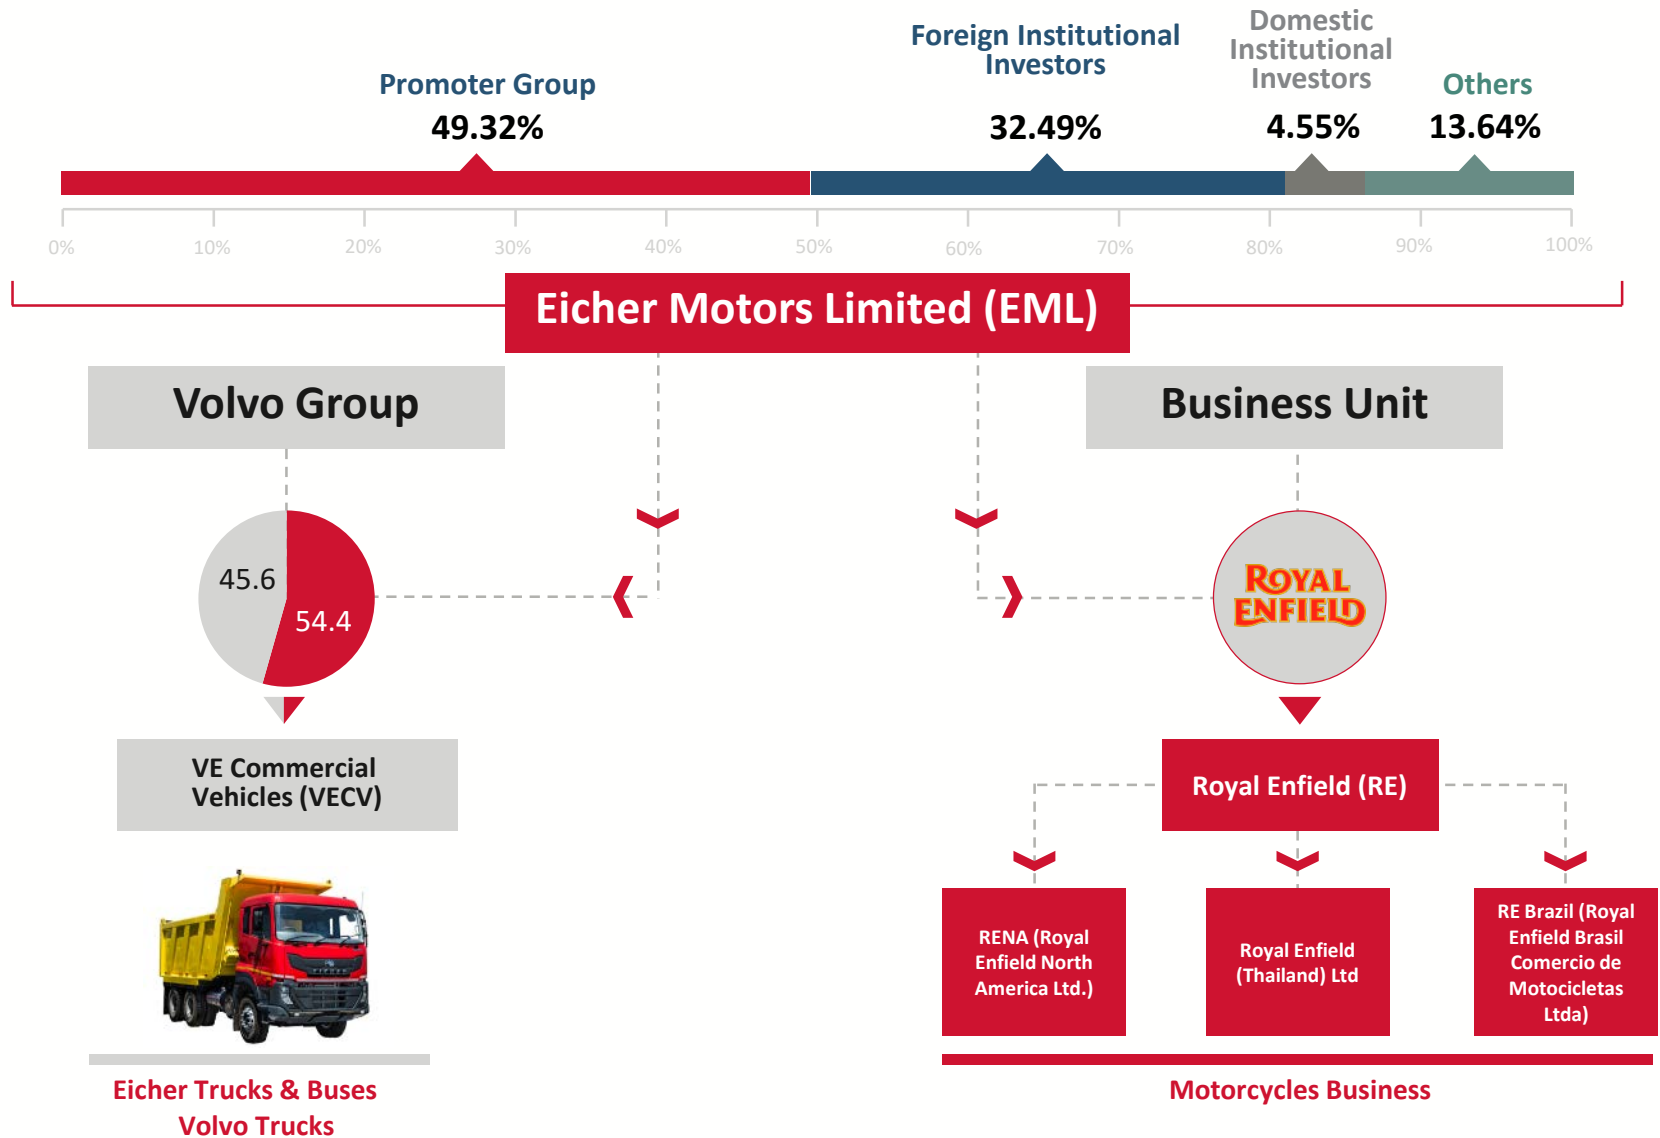 Promoter Group
49.32%
Foreign Institutional
Investors
32.49%
Domestic
Institutional
Investors
4.55%
Others
13.64%
0%
10%
20%
30%
40%
50%
60%
70%
80%
90%
100%
Eicher Motors Limited (EML)
Volvo Group
Business Unit
45.6
54.4
ROYAL
ENFIELD
VE Commercial
Vehicles (VECV)
Royal Enfield (RE)
RENA (Royal
Enfield North
America Ltd.)
Royal Enfield
(Thailand) Ltd
RE Brazil (Royal
Enfield Brasil
Comercio de
Motocicletas
Ltda)
EICHER
Eicher Trucks & Buses
Volvo Trucks
Motorcycles Business